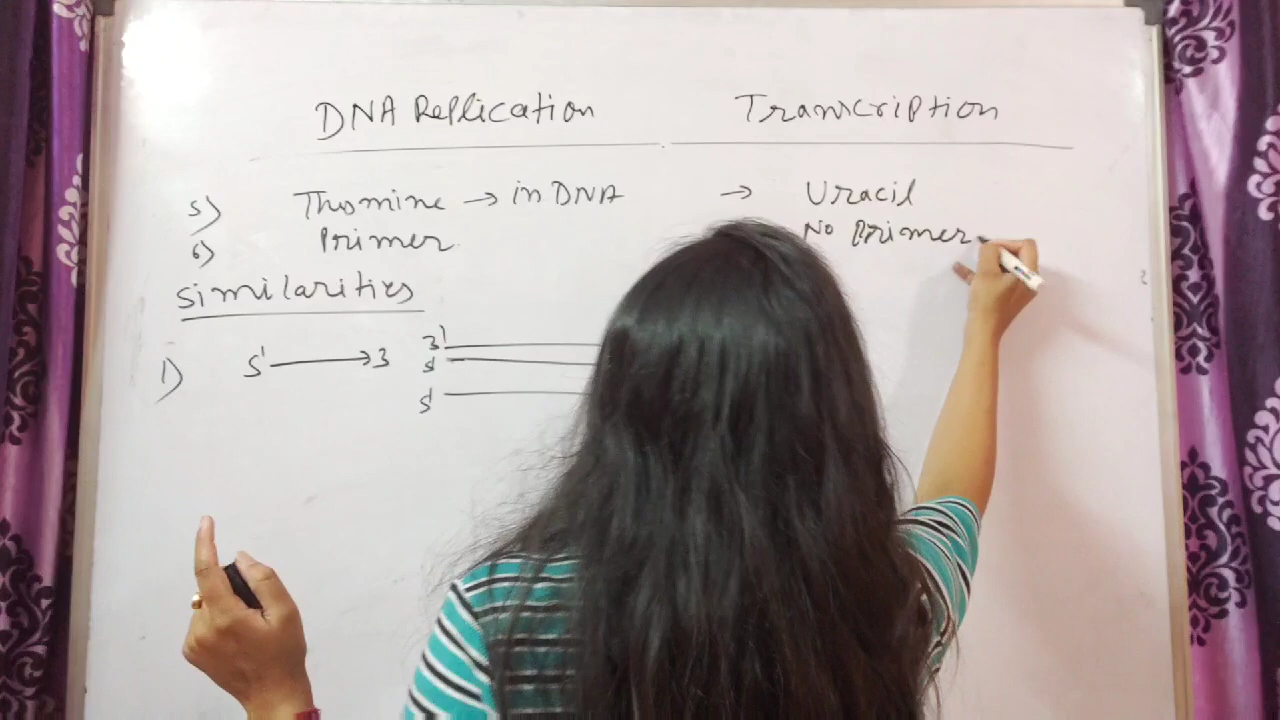 DNA Replication Transcription
5) Thymine → in DNA → Uracil
6) Primer No Primer
Similarities
1) 5' → 3 3'
5'
5'